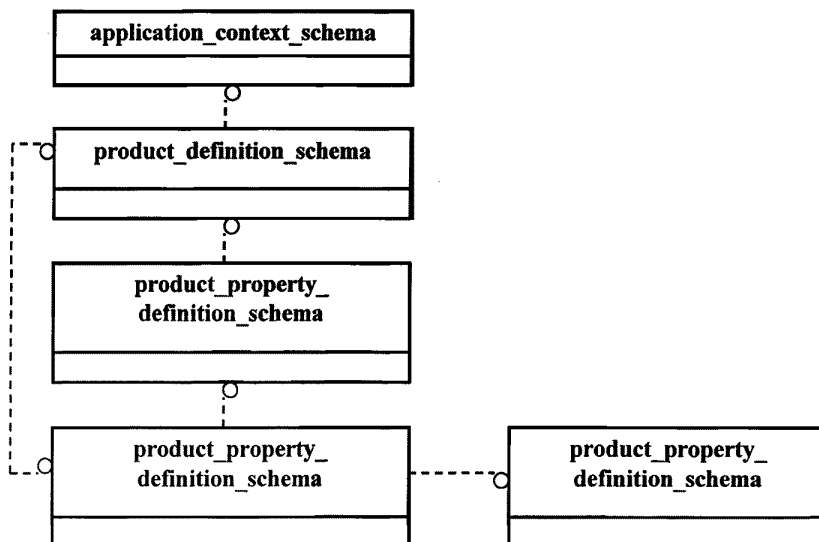 application_context_schema
product_definition_schema
product_property_
definition_schema
product_property_
definition_schema
product_property_
definition_schema